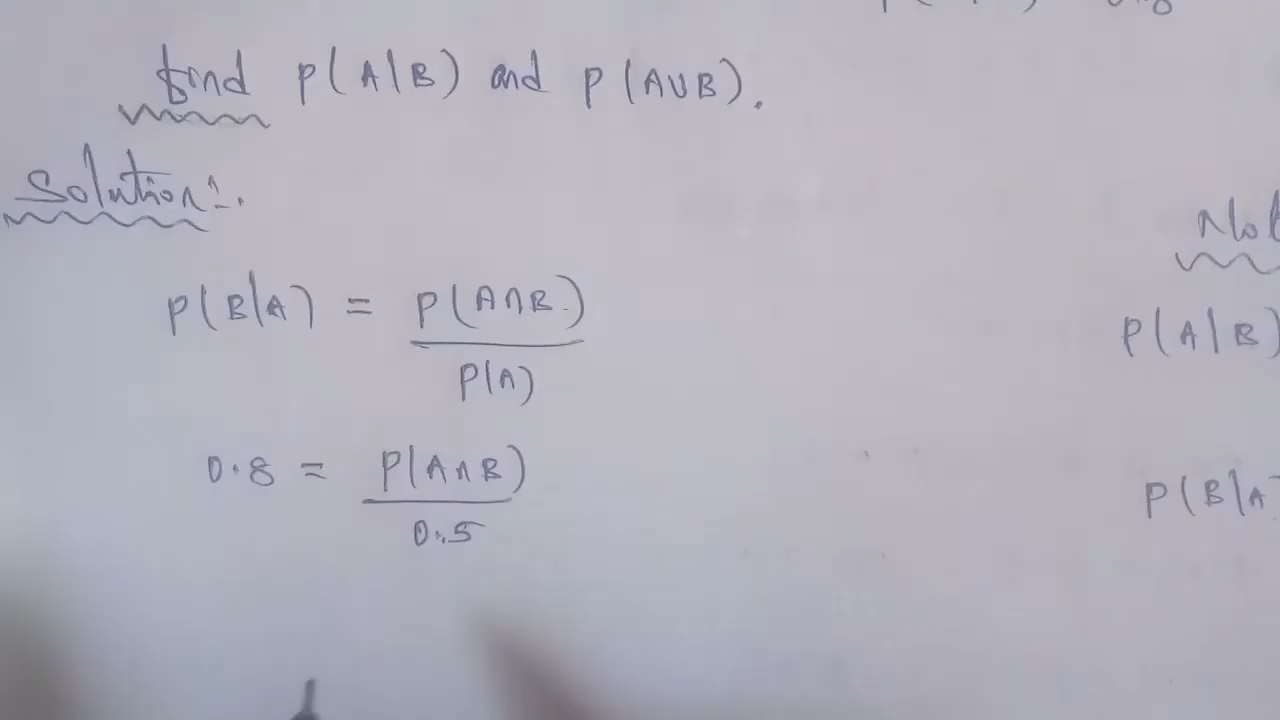 find P(A|B) and P(A∪B).
Solution:-
P(B|A) = P(A∩B)
P(A)
P(A|B)
0.8 = P(A∩B)
0.5
P(B|A